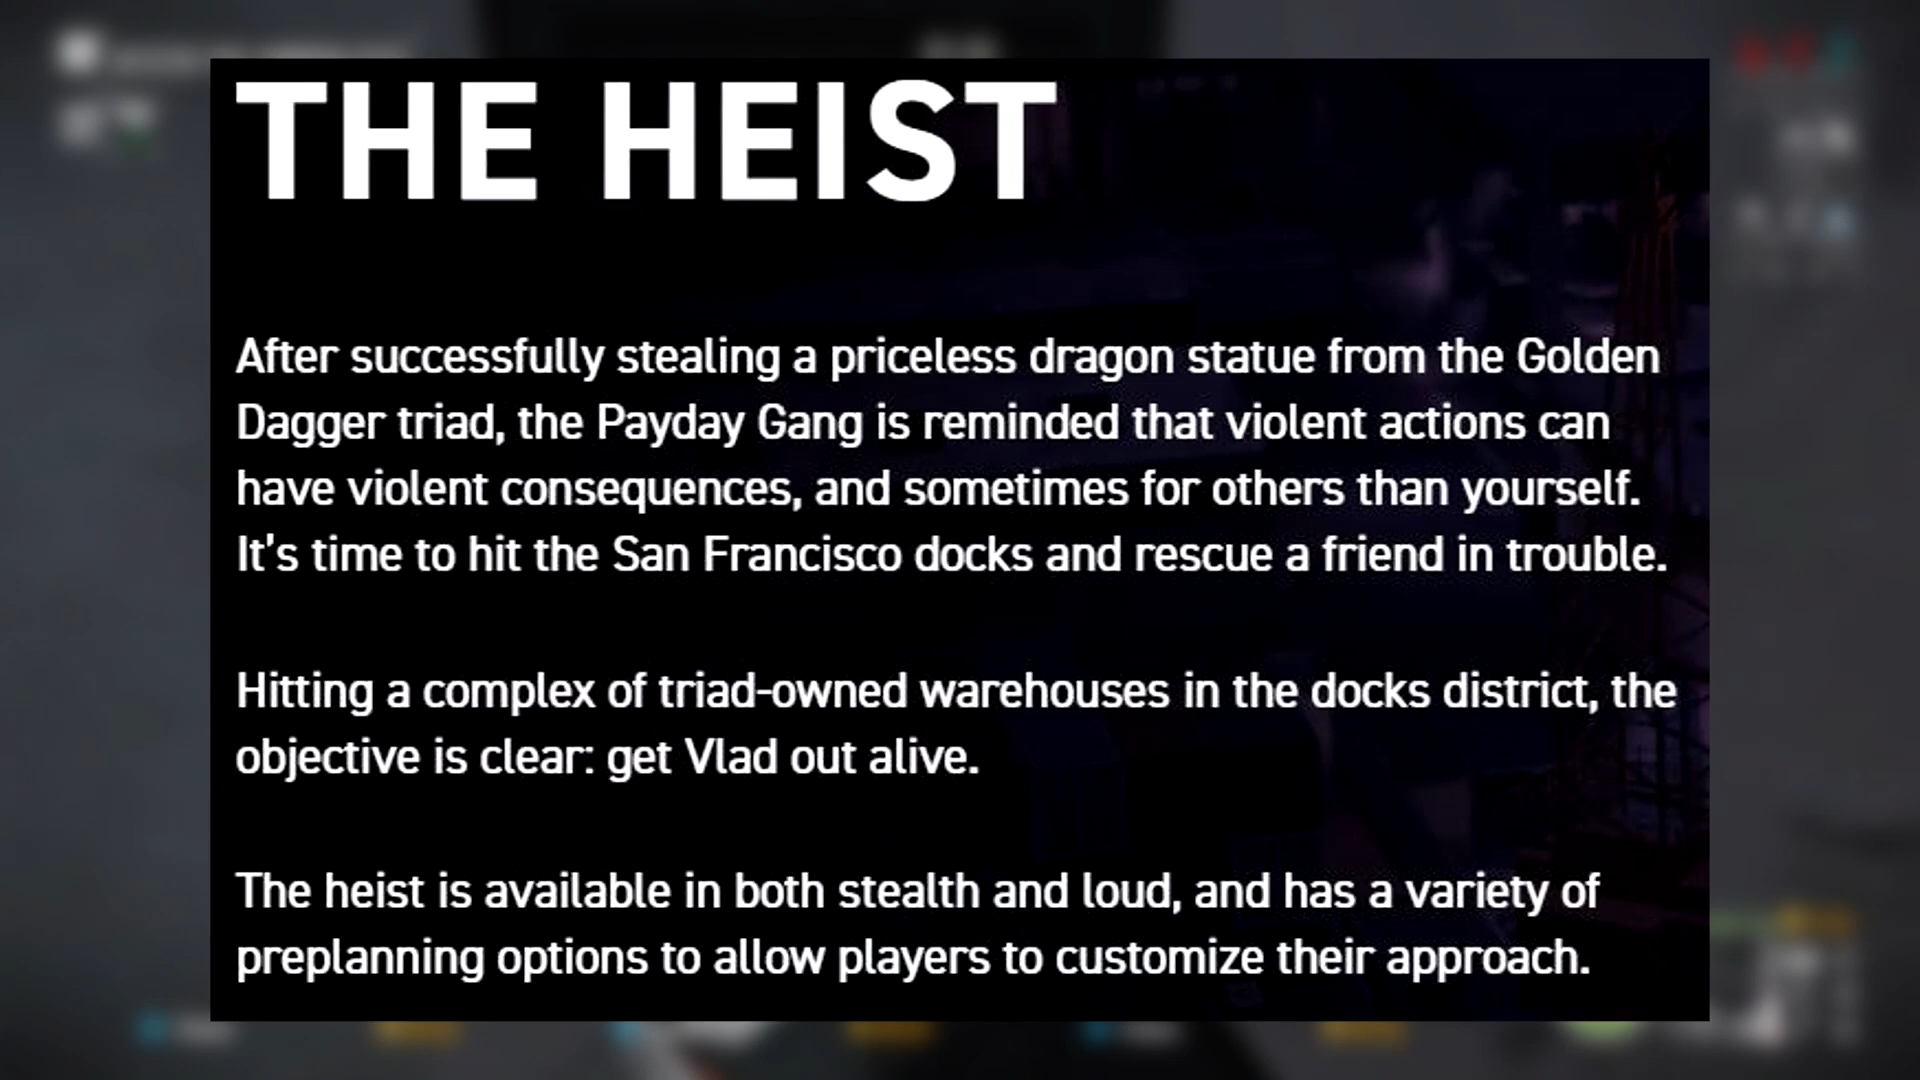 THE HEIST
After successfully stealing a priceless dragon statue from the Golden
Dagger triad, the Payday Gang is reminded that violent actions can
have violent consequences, and sometimes for others than yourself.
It's time to hit the San Francisco docks and rescue a friend in trouble.
Hitting a complex of triad-owned warehouses in the docks district, the
objective is clear: get Vlad out alive.
The heist is available in both stealth and loud, and has a variety of
preplanning options to allow players to customize their approach.